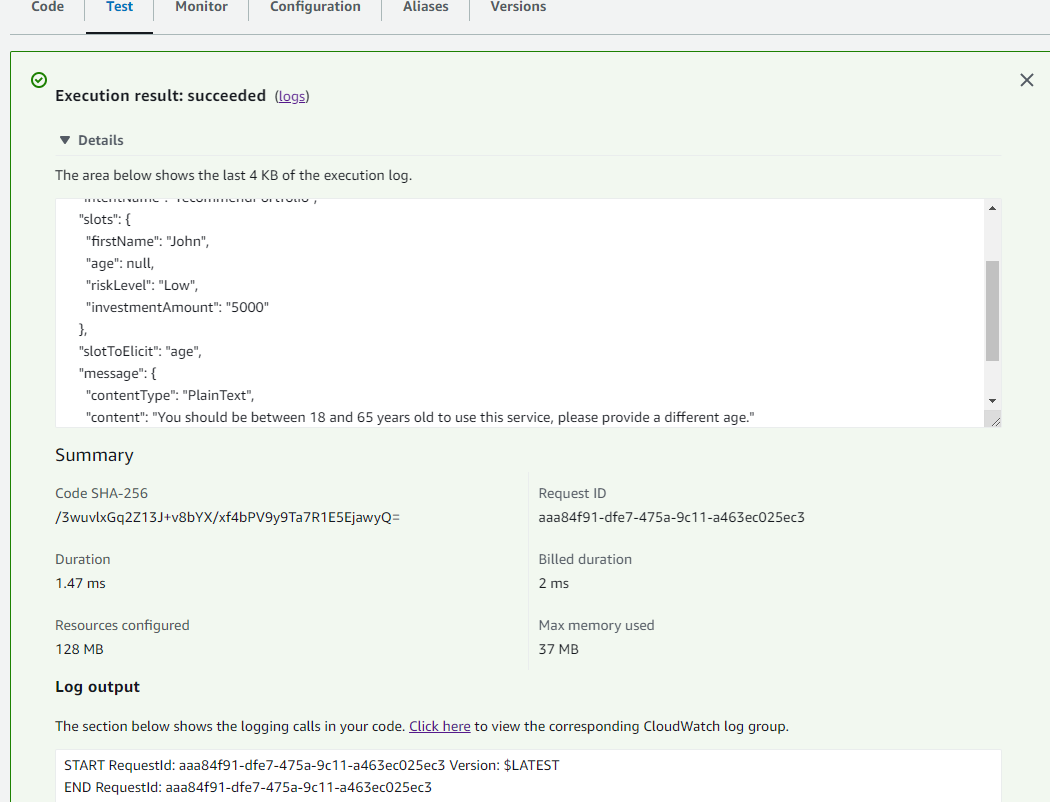 Code Test Monitor Configuration Aliases Versions
Execution result: succeeded (logs)
Details
The area below shows the last 4 KB of the execution log.
"intentName": "recommendPortfolio",
"slots": {
"firstName": "John",
"age": null,
"riskLevel": "Low",
"investmentAmount": "5000"
},
"slotToElicit": "age",
"message": {
"contentType": "PlainText",
"content": "You should be between 18 and 65 years old to use this service, please provide a different age."
Summary
Code SHA-256
/3wuvlxGq2Z13J+v8bYX/xf4bPV9y9Ta7R1E5EjawyQ=
Request ID
aaa84f91-dfe7-475a-9c11-a463ec025ec3
Duration
1.47 ms
Billed duration
2 ms
Resources configured
128 MB
Max memory used
37 MB
Log output
The section below shows the logging calls in your code. Click here to view the corresponding CloudWatch log group.
START RequestId: aaa84f91-dfe7-475a-9c11-a463ec025ec3 Version: $LATEST
END RequestId: aaa84f91-dfe7-475a-9c11-a463ec025ec3